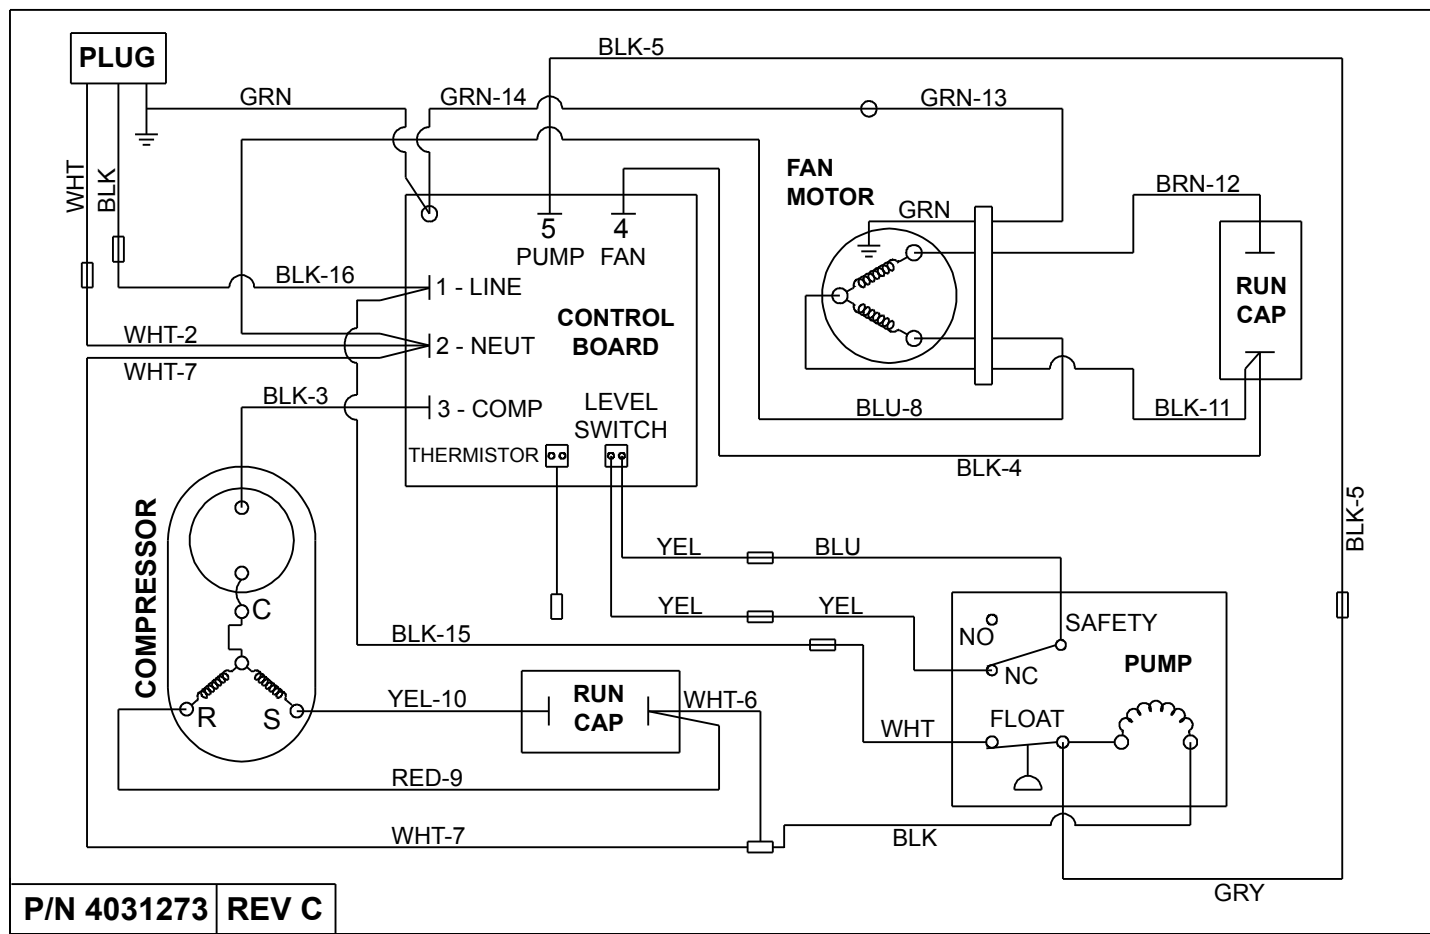 BLK-5
PLUG
GRN
GRN-14
GRN-13
WHT
BLK
FAN
MOTOR
BRN-12
GRN
5
4
PUMP
FAN
BLK-16
1 - LINE
RUN
CAP
CONTROL
BOARD
WHT-2
2 - NEUT
WHT-7
BLK-3
3 - COMP
LEVEL
SWITCH
BLU-8
BLK-11
THERMISTOR
BLK-4
BLK-5
COMPRESSOR
YEL
BLU
C
YEL
YEL
NO
SAFETY
BLK-15
NC
PUMP
R
S
YEL-10
RUN
CAP
WHT-6
WHT
FLOAT
RED-9
WHT-7
BLK
GRY
P/N 4031273
REV C